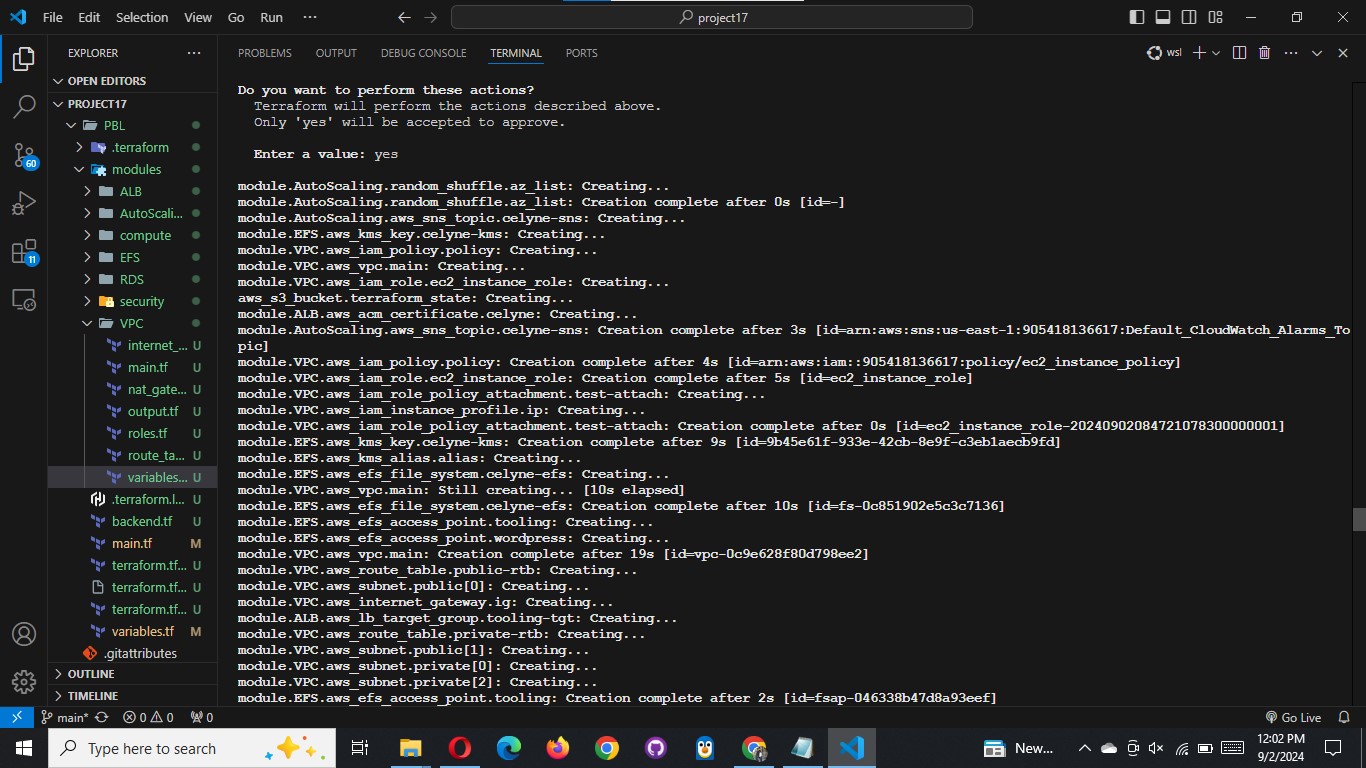 File Edit Selection View Go Run ··· project17
EXPLORER ···
OPEN EDITORS
PROJECT17
PBL
.terraform
modules
ALB
AutoScali...
compute
EFS
RDS
security
VPC
internet_... U
main.tf U
nat_gate... U
output.tf U
roles.tf U
route_ta... U
variables... U
.terraform.l... U
backend.tf U
main.tf M
terraform.tf... U
terraform.tf... U
terraform.tf... U
variables.tf M
.gitattributes
OUTLINE
TIMELINE
60
11
PROBLEMS OUTPUT DEBUG CONSOLE TERMINAL PORTS wsl
Do you want to perform these actions?
Terraform will perform the actions described above.
Only 'yes' will be accepted to approve.
Enter a value: yes
module.AutoScaling.random_shuffle.az_list: Creating...
module.AutoScaling.random_shuffle.az_list: Creation complete after 0s [id=-]
module.AutoScaling.aws_sns_topic.celyne-sns: Creating...
module.EFS.aws_kms_key.celyne-kms: Creating...
module.VPC.aws_iam_policy.policy: Creating...
module.VPC.aws_vpc.main: Creating...
module.VPC.aws_iam_role.ec2_instance_role: Creating...
aws_s3_bucket.terraform_state: Creating...
module.ALB.aws_acm_certificate.celyne: Creating...
module.AutoScaling.aws_sns_topic.celyne-sns: Creation complete after 3s [id=arn:aws:sns:us-east-1:905418136617:Default_CloudWatch_Alarms_To
pic]
module.VPC.aws_iam_policy.policy: Creation complete after 4s [id=arn:aws:iam::905418136617:policy/ec2_instance_policy]
module.VPC.aws_iam_role.ec2_instance_role: Creation complete after 5s [id=ec2_instance_role]
module.VPC.aws_iam_role_policy_attachment.test-attach: Creating...
module.VPC.aws_iam_instance_profile.ip: Creating...
module.VPC.aws_iam_role_policy_attachment.test-attach: Creation complete after 0s [id=ec2_instance_role-20240902084721078300000001]
module.EFS.aws_kms_key.celyne-kms: Creation complete after 9s [id=9b45e61f-933e-42cb-8e9f-c3eb1aecb9fd]
module.EFS.aws_kms_alias.alias: Creating...
module.EFS.aws_efs_file_system.celyne-efs: Creating...
module.VPC.aws_vpc.main: Still creating... [10s elapsed]
module.EFS.aws_efs_file_system.celyne-efs: Creation complete after 10s [id=fs-0c851902e5c3c7136]
module.EFS.aws_efs_access_point.tooling: Creating...
module.EFS.aws_efs_access_point.wordpress: Creating...
module.VPC.aws_vpc.main: Creation complete after 19s [id=vpc-0c9e628f80d798ee2]
module.VPC.aws_route_table.public-rtb: Creating...
module.VPC.aws_subnet.public[0]: Creating...
module.VPC.aws_internet_gateway.ig: Creating...
module.ALB.aws_lb_target_group.tooling-tgt: Creating...
module.VPC.aws_route_table.private-rtb: Creating...
module.VPC.aws_subnet.public[1]: Creating...
module.VPC.aws_subnet.private[0]: Creating...
module.VPC.aws_subnet.private[2]: Creating...
module.EFS.aws_efs_access_point.tooling: Creation complete after 2s [id=fsap-046338b47d8a93eef]
main* 0 0 0 Go Live
Type here to search New... 12:02 PM
9/2/2024